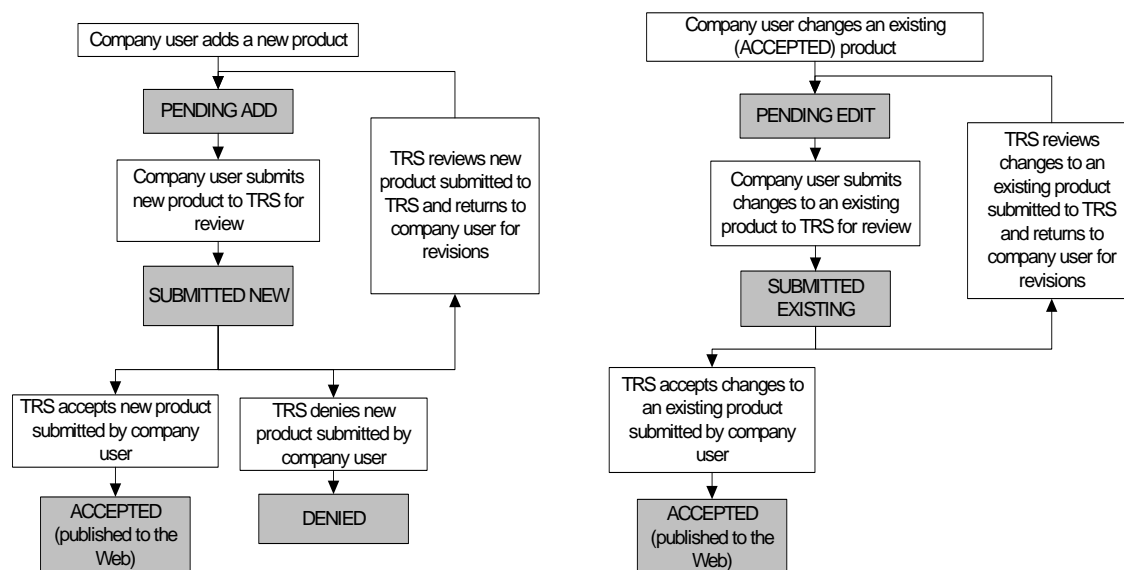 Company user adds a new product
PENDING ADD
Company user submits
new product to TRS for
review
TRS reviews new
product submitted to
TRS and returns to
company user for
revisions
SUBMITTED NEW
TRS accepts new product
submitted by company
user
TRS denies new
product submitted by
company user
ACCEPTED
(published to the
Web)
DENIED
Company user changes an existing
(ACCEPTED) product
PENDING EDIT
Company user submits
changes to an existing
product to TRS for review
TRS reviews
changes to an
existing product
submitted to TRS
and returns to
company user for
revisions
SUBMITTED
EXISTING
TRS accepts changes to
an existing product
submitted by company
user
ACCEPTED
(published to the
Web)